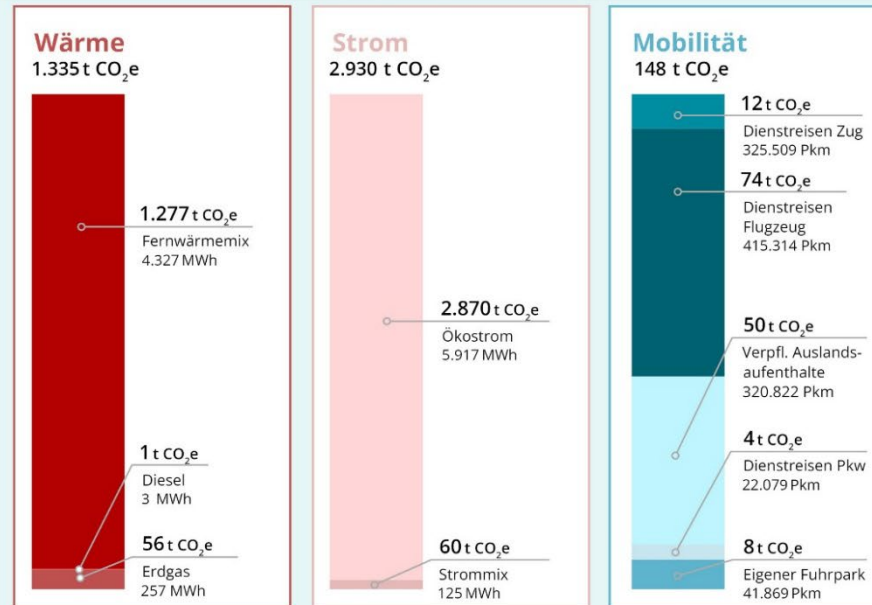 Wärme
1.335 t CO₂e
1.277 t CO₂e
Fernwärmemix
4.327 MWh
1 t CO₂e
Diesel
3 MWh
56 t CO₂e
Erdgas
257 MWh
Strom
2.930 t CO₂e
2.870 t CO₂e
Ökostrom
5.917 MWh
60 t CO₂e
Strommix
125 MWh
Mobilität
148 t CO₂e
12 t CO₂e
Dienstreisen Zug
325.509 Pkm
74 t CO₂e
Dienstreisen
Flugzeug
415.314 Pkm
50 t CO₂e
Verpfl. Auslands-
aufenthalte
320.822 Pkm
4 t CO₂e
Dienstreisen Pkw
22.079 Pkm
8 t CO₂e
Eigener Fuhrpark
41.869 Pkm